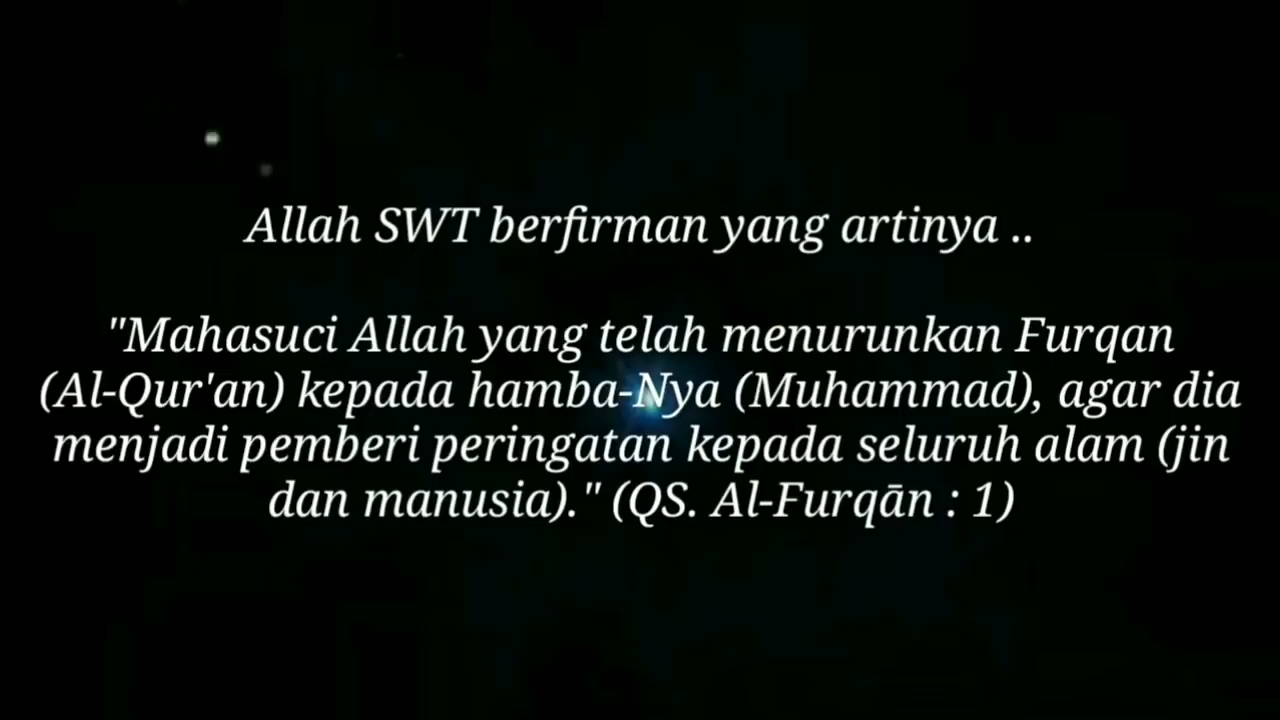 Allah SWT berfirman yang artinya ..
"Mahasuci Allah yang telah menurunkan Furqan
(Al-Qur'an) kepada hamba-Nya (Muhammad), agar dia
menjadi pemberi peringatan kepada seluruh alam (jin
dan manusia)." (QS. Al-Furqān : 1)